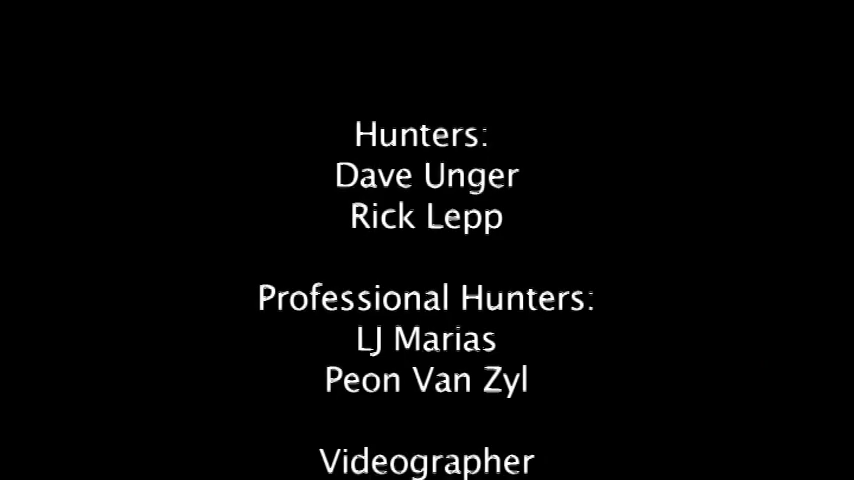 Hunters:
Dave Unger
Rick Lepp
Professional Hunters:
LJ Marias
Peon Van Zyl
Videographer